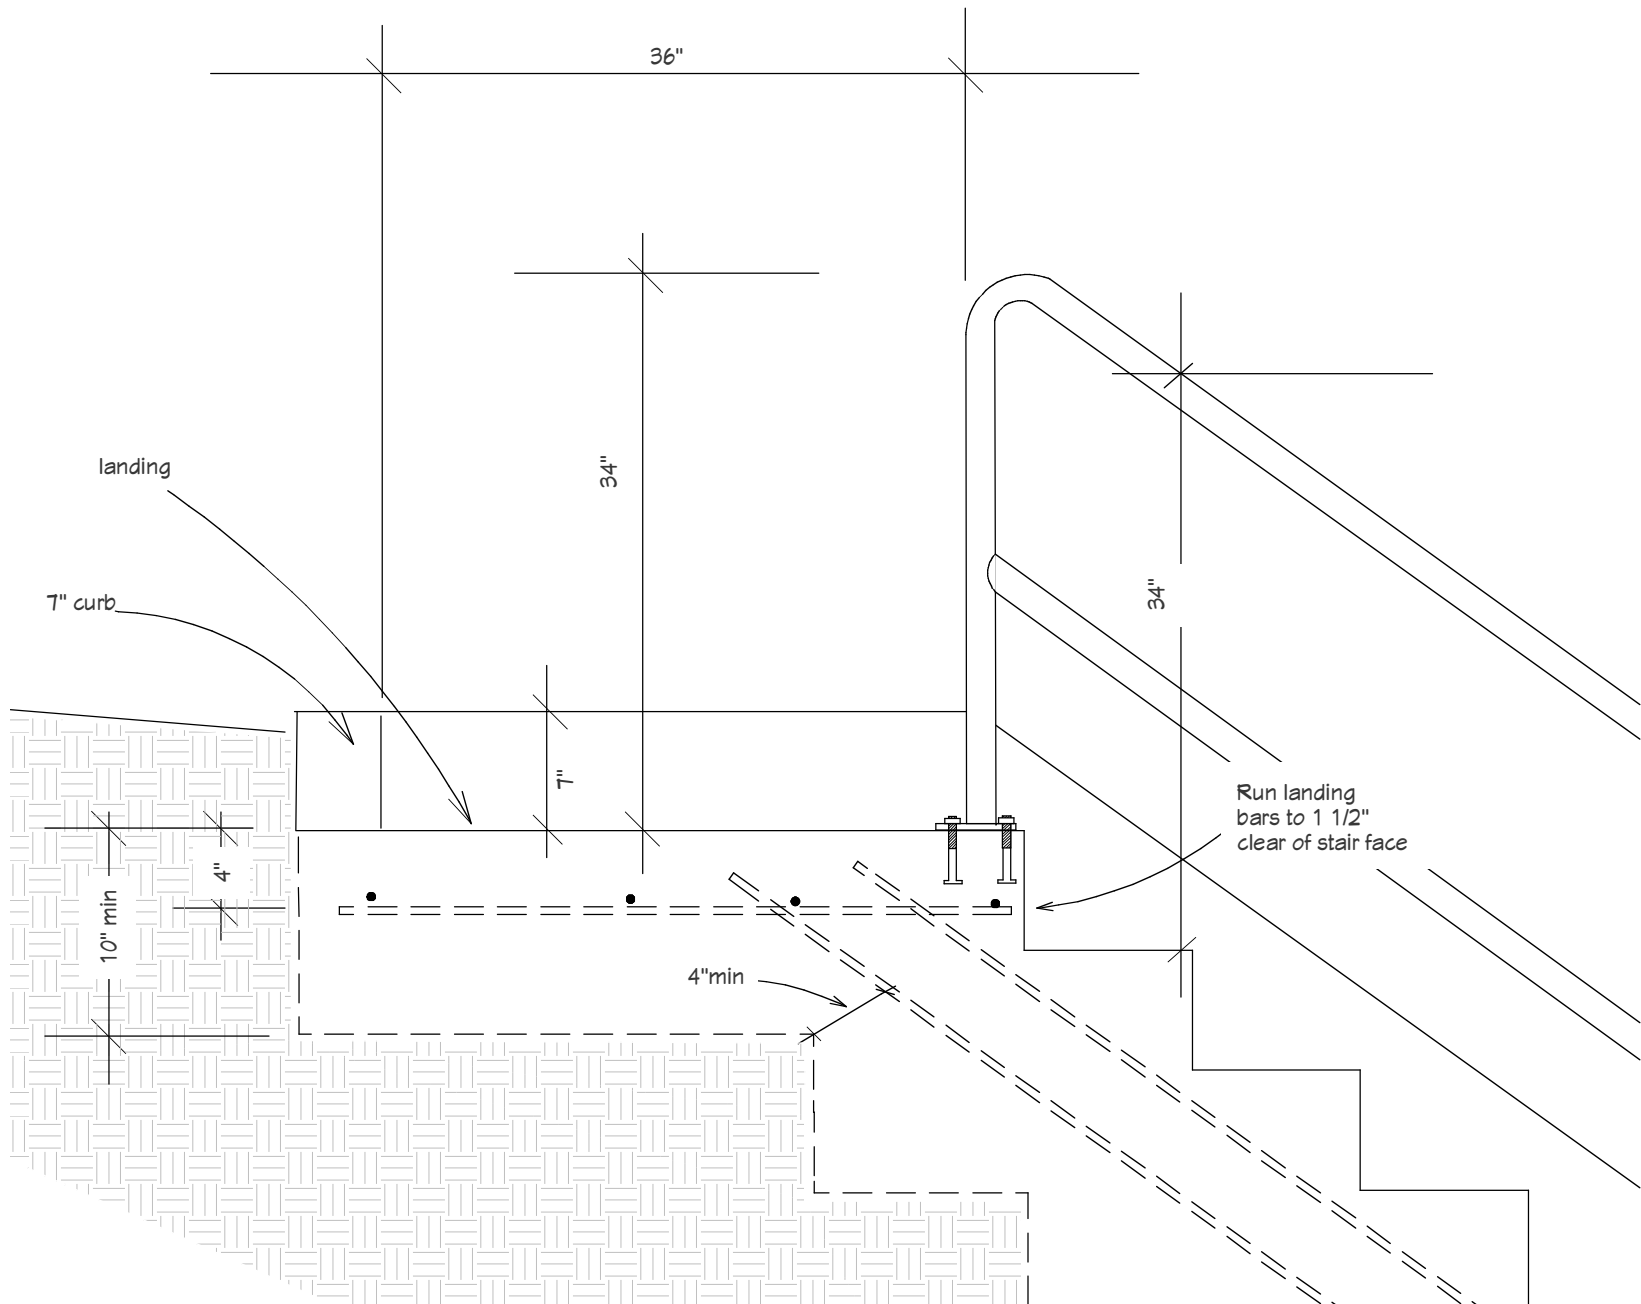 36"
34"
landing
34"
7" curb
7"
Run landing
bars to 1 1/2"
clear of stair face
4"
10" min
4"min